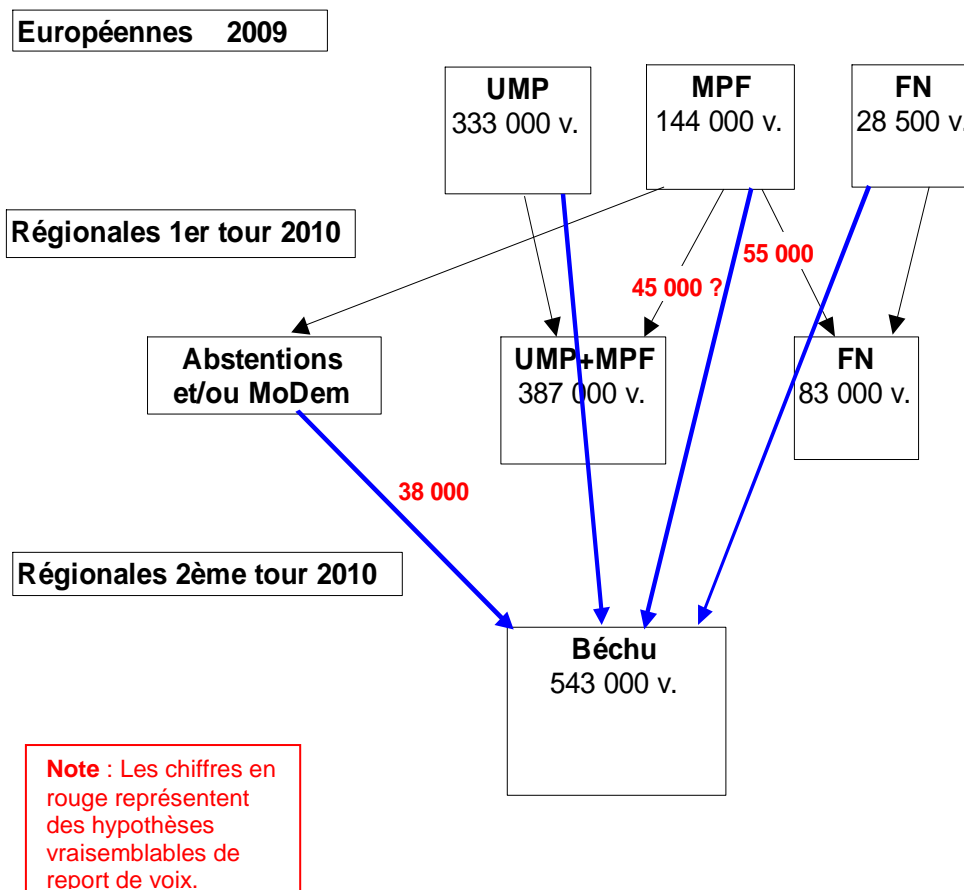 Européennes 2009
UMP
333 000 v.
MPF
144 000 v.
FN
28 500 v.
Régionales 1er tour 2010
55 000
45 000 ?
Abstentions
et/ou MoDem
UMP+MPF
387 000 v.
FN
83 000 v.
38 000
Régionales 2ème tour 2010
Béchu
543 000 v.
Note : Les chiffres en
rouge représentent
des hypothèses
vraisemblables de
report de voix.